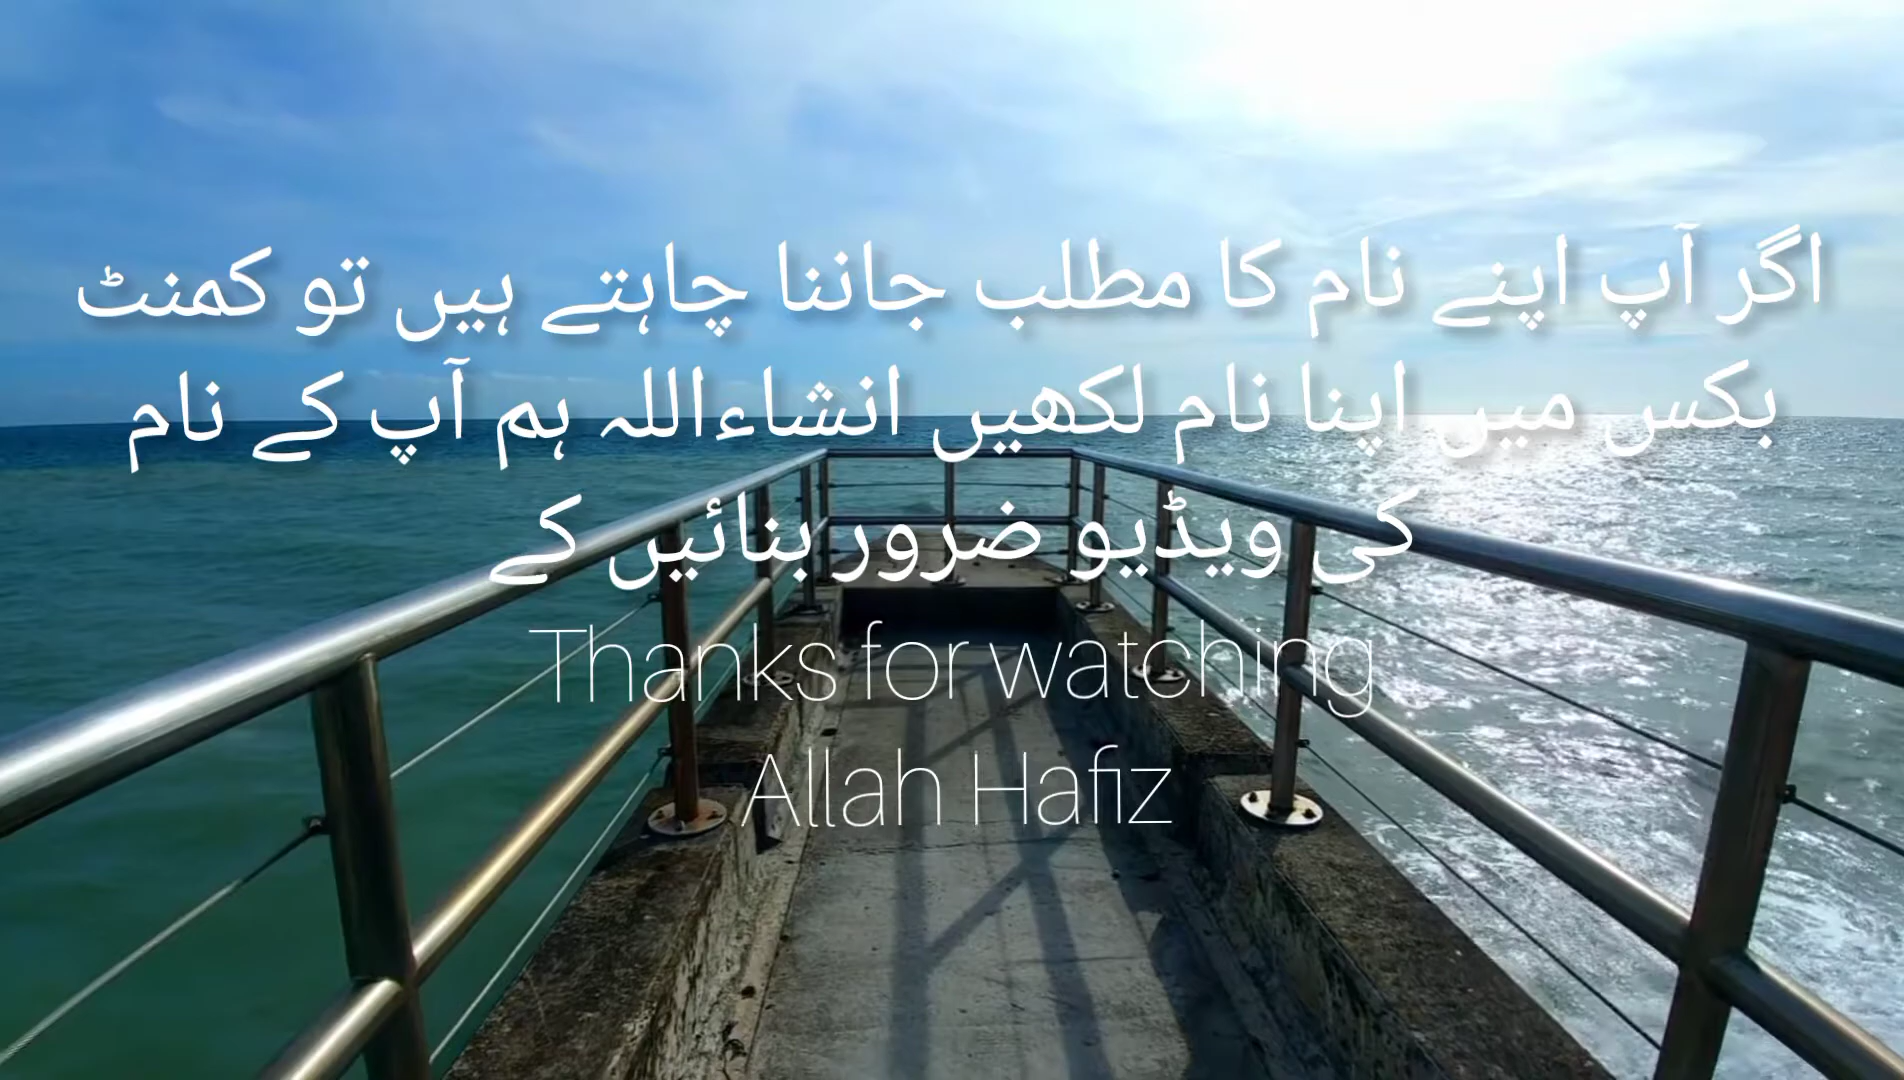 اگر آپ اپنے نام کا مطلب جاننا چاہتے ہیں تو کمنٹ
بکس میں اپنا نام لکھیں انشاءاللہ ہم آپ کے نام
کی ویڈیو ضرور بنائیں کے
Thanks for watching
Allah Hafiz